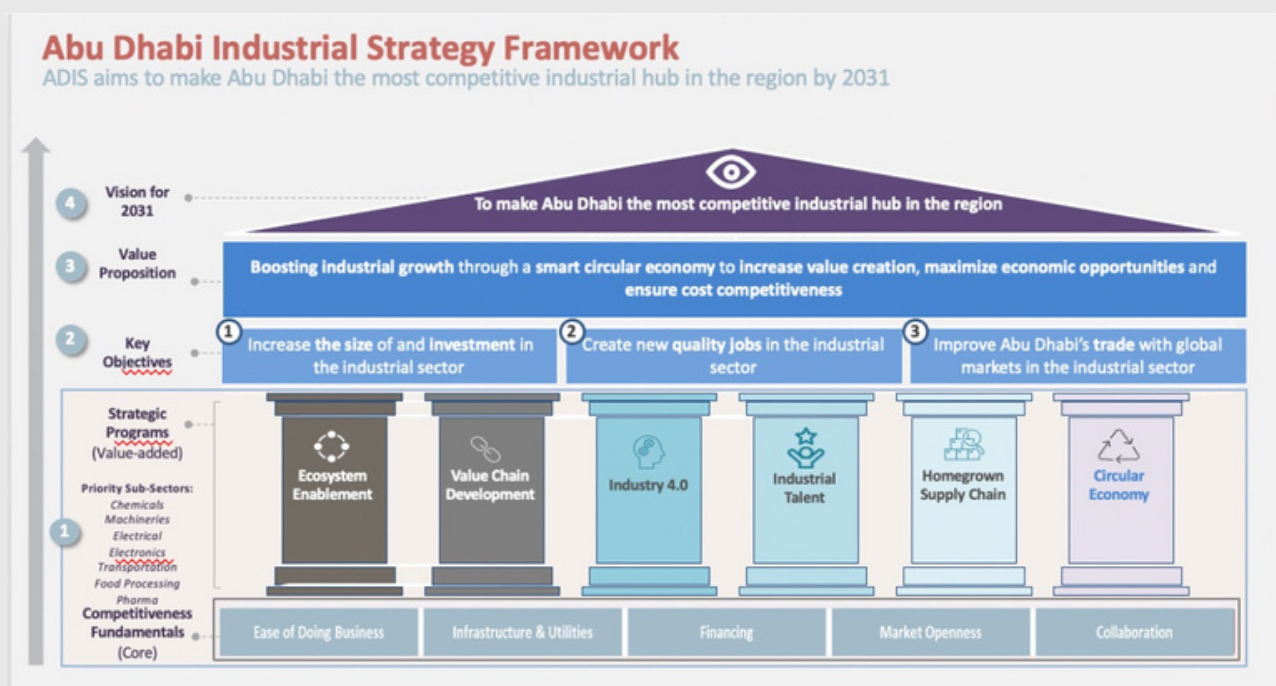 Abu Dhabi Industrial Strategy Framework
ADIS aims to make Abu Dhabi the most competitive industrial hub in the region by 2031
4
Vision for
2031
To make Abu Dhabi the most competitive industrial hub in the region
3
Value
Proposition
Boosting industrial growth through a smart circular economy to increase value creation, maximize economic opportunities and
ensure cost competitiveness
2
Key
Objectives
1
Increase the size of and investment in
the industrial sector
2
Create new quality jobs in the industrial
sector
3
Improve Abu Dhabi's trade with global
markets in the industrial sector
1
Strategic
Programs
(Value-added)
Priority Sub-Sectors:
Chemicals
Machineries
Electrical
Electronics
Transportation
Food Processing
Pharma
Ecosystem
Enablement
Value Chain
Development
Industry 4.0
Industrial
Talent
Homegrown
Supply Chain
Circular
Economy
Competitiveness
Fundamentals
(Core)
Ease of Doing Business
Infrastructure & Utilities
Financing
Market Openness
Collaboration